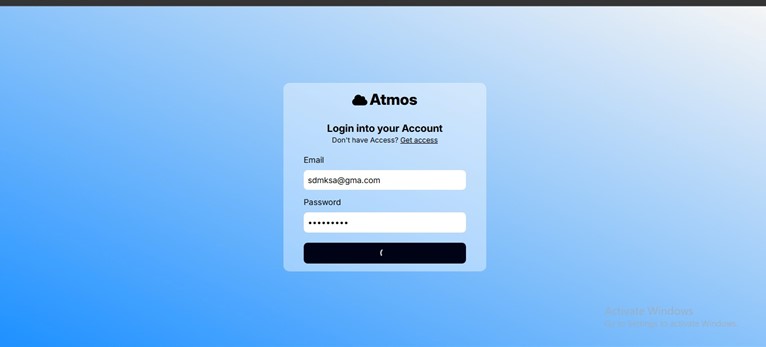 Atmos
Login into your Account
Don't have Access? Get access
Email
sdmksa@gma.com
Password
•••••••••
Activate Windows
Go to Settings to activate Windows.